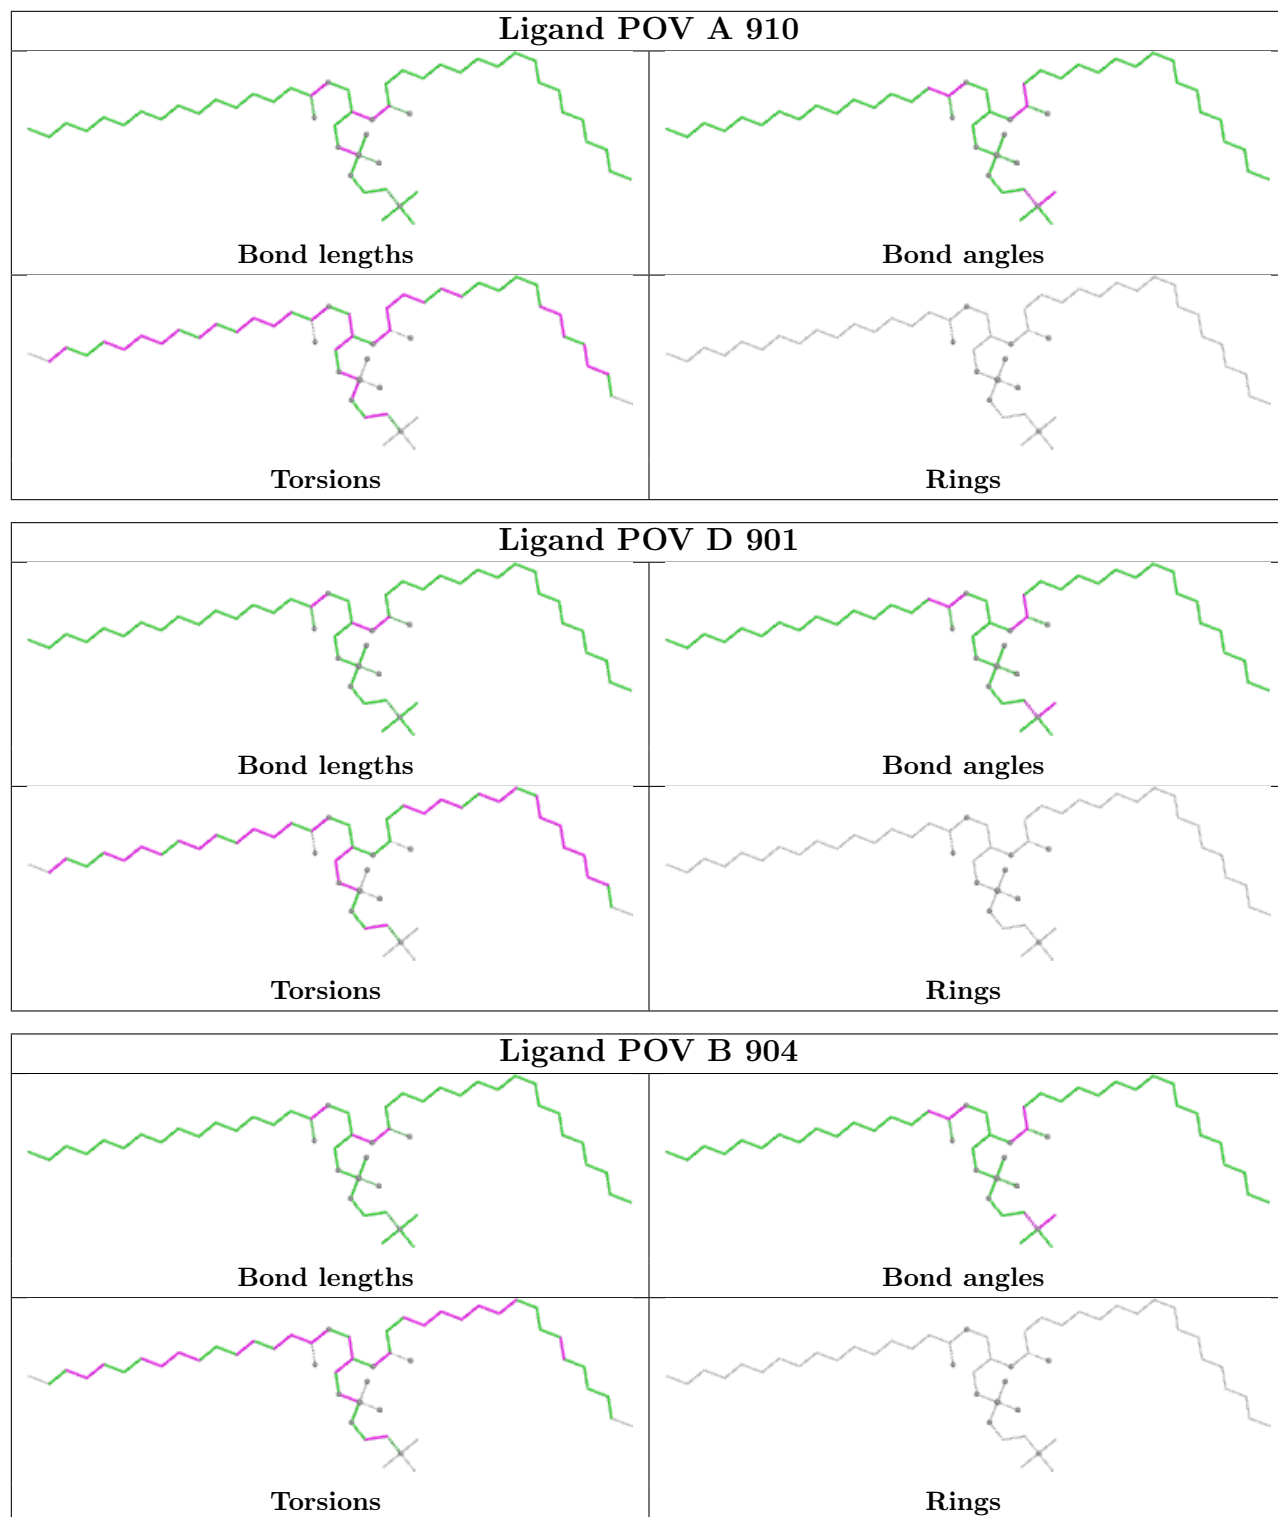 Ligand POV A 910
Bond lengths
Bond angles
Torsions
Rings
Ligand POV D 901
Bond lengths
Bond angles
Torsions
Rings
Ligand POV B 904
Bond lengths
Bond angles
Torsions
Rings